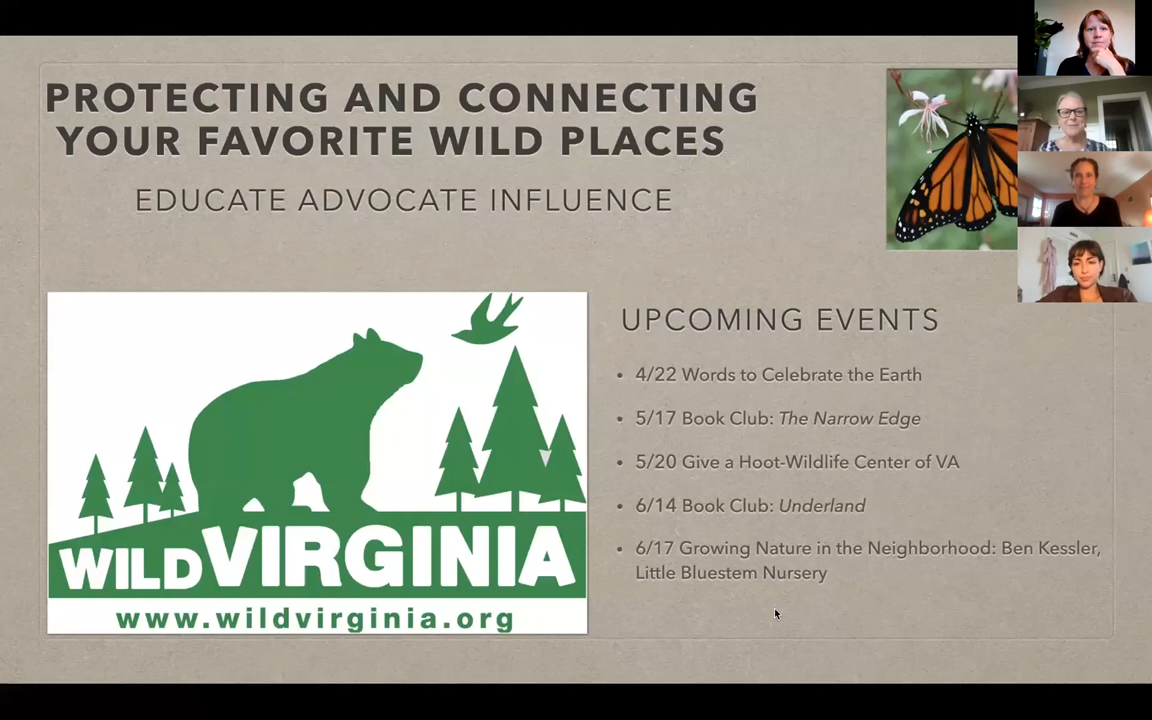 PROTECTING AND CONNECTING
YOUR FAVORITE WILD PLACES
EDUCATE ADVOCATE INFLUENCE
WILD VIRGINIA
www.wildvirginia.org
UPCOMING EVENTS
• 4/22 Words to Celebrate the Earth
• 5/17 Book Club: The Narrow Edge
• 5/20 Give a Hoot-Wildlife Center of VA
• 6/14 Book Club: Underland
• 6/17 Growing Nature in the Neighborhood: Ben Kessler,
Little Bluestem Nursery